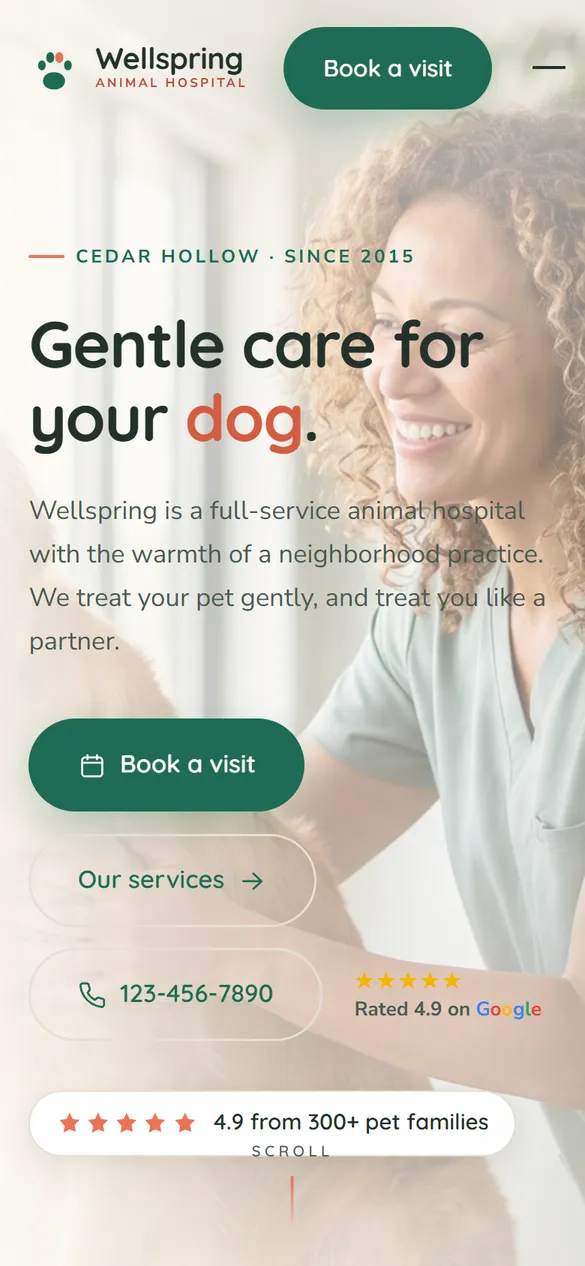 Wellspring
ANIMAL HOSPITAL
Book a visit
CEDAR HOLLOW · SINCE 2015
Gentle care for
your dog.
Wellspring is a full-service animal hospital
with the warmth of a neighborhood practice.
We treat your pet gently, and treat you like a
partner.
Book a visit
Our services →
123-456-7890
★★★★★
Rated 4.9 on Google
★★★★★ 4.9 from 300+ pet families
SCROLL